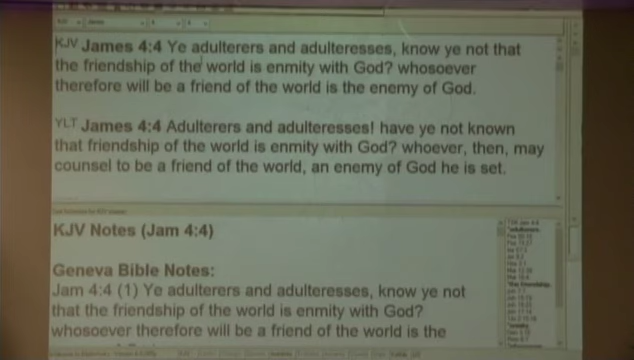 KJV James 4:4 Ye adulterers and adulteresses, know ye not that
the friendship of the world is enmity with God? whosoever
therefore will be a friend of the world is the enemy of God.
YLT James 4:4 Adulterers and adulteresses! have ye not known
that friendship of the world is enmity with God? whoever, then, may
counsel to be a friend of the world, an enemy of God he is set.
KJV Notes (Jam 4:4)
Geneva Bible Notes:
Jam 4:4 (1) Ye adulterers and adulteresses, know ye not
that the friendship of the world is enmity with God?
whosoever therefore will be a friend of the world is the